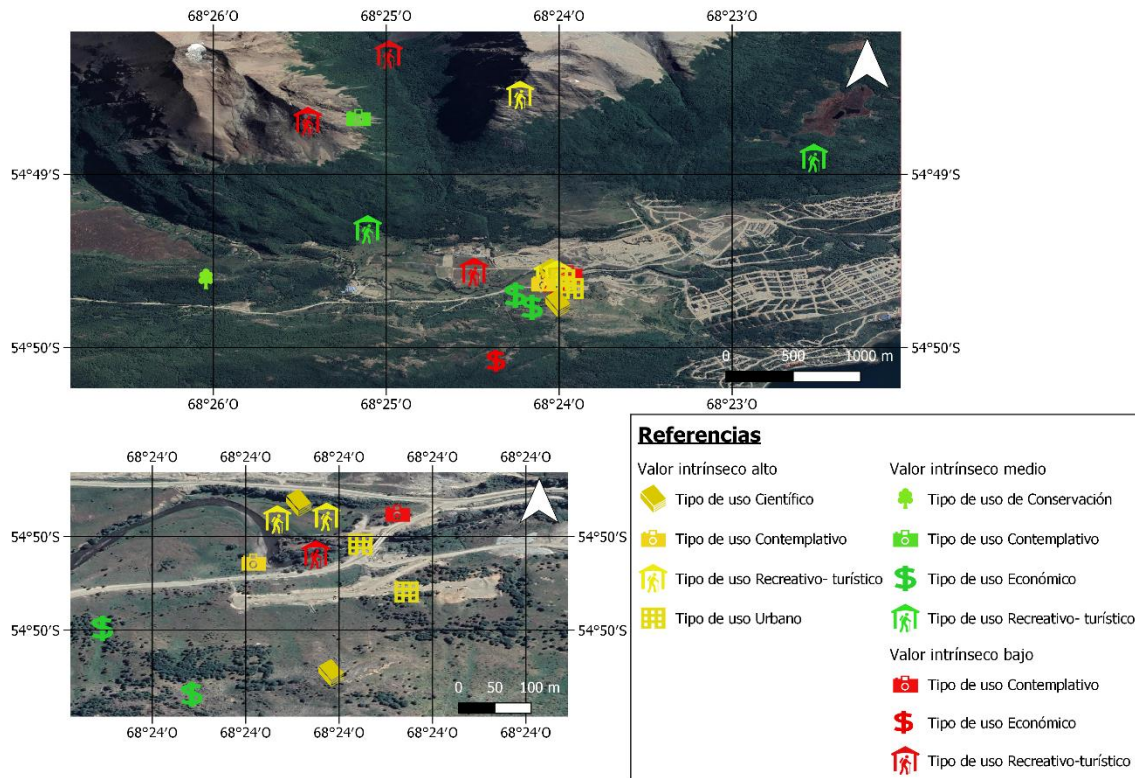 68°26′O 68°25′O 68°24′O 68°23′O
54°49′S 54°49′S
54°50′S 54°50′S
0 500 1000 m
68°26′O 68°25′O 68°24′O 68°23′O
68°24′O 68°24′O 68°24′O 68°24′O
54°50′S 54°50′S
54°50′S 54°50′S
0 50 100 m
68°24′O 68°24′O 68°24′O 68°24′O
Referencias
Valor intrínseco alto
Tipo de uso Científico
Tipo de uso Contemplativo
Tipo de uso Recreativo- turístico
Tipo de uso Urbano
Valor intrínseco medio
Tipo de uso de Conservación
Tipo de uso Contemplativo
Tipo de uso Económico
Tipo de uso Recreativo- turístico
Valor intrínseco bajo
Tipo de uso Contemplativo
Tipo de uso Económico
Tipo de uso Recreativo-turístico